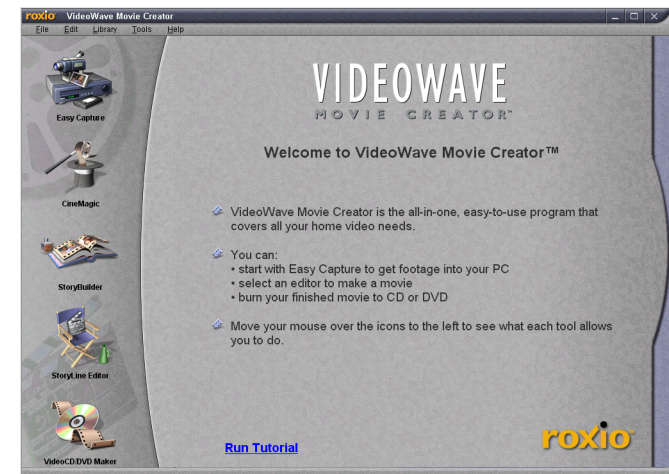 roxio VideoWave Movie Creator
File Edit Library Tools Help
Easy Capture
CineMagic
StoryBuilder
StoryLine Editor
VideoCD/DVD Maker
VIDEOWAVE
MOVIE CREATOR™
Welcome to VideoWave Movie Creator™
VideoWave Movie Creator is the all-in-one, easy-to-use program that
covers all your home video needs.
You can:
• start with Easy Capture to get footage into your PC
• select an editor to make a movie
• burn your finished movie to CD or DVD
Move your mouse over the icons to the left to see what each tool allows
you to do.
Run Tutorial
roxio